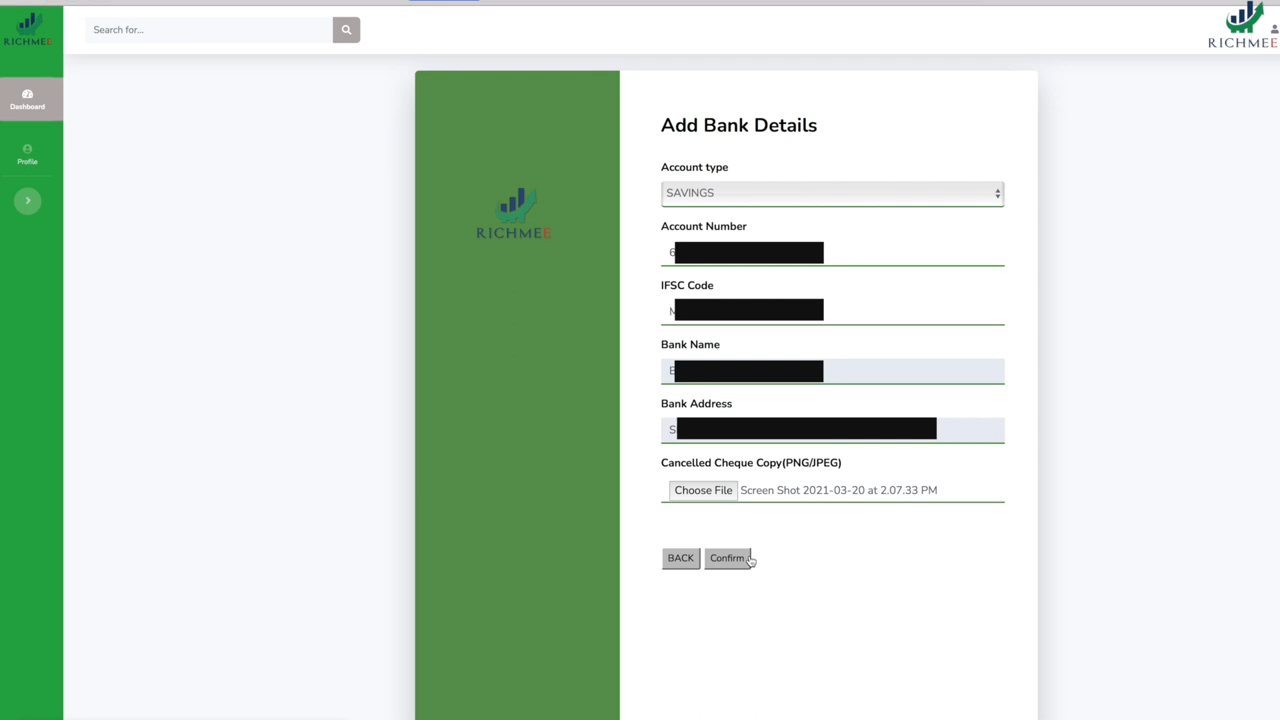 RICHMEE
Search for...
RICHMEE
Dashboard
Profile
RICHMEE
Add Bank Details
Account type
SAVINGS
Account Number
6
IFSC Code
M
Bank Name
B
Bank Address
S
Cancelled Cheque Copy(PNG/JPEG)
Choose File Screen Shot 2021-03-20 at 2.07.33 PM
BACK Confirm